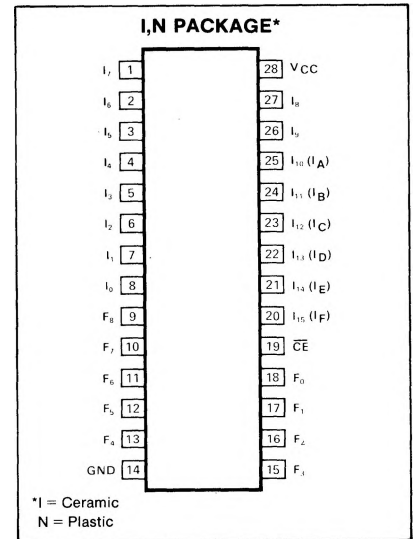 I,N PACKAGE*
I₇ 1 28 VCC
I₆ 2 27 I₈
I₅ 3 26 I₉
I₄ 4 25 I₁₀ (IA)
I₃ 5 24 I₁₁ (IB)
I₂ 6 23 I₁₂ (IC)
I₁ 7 22 I₁₃ (ID)
I₀ 8 21 I₁₄ (IE)
F₈ 9 20 I₁₅ (IF)
F₇ 10 19 C̅E̅
F₆ 11 18 F₀
F₅ 12 17 F₁
F₄ 13 16 F₂
GND 14 15 F₃
*I = Ceramic
N = Plastic